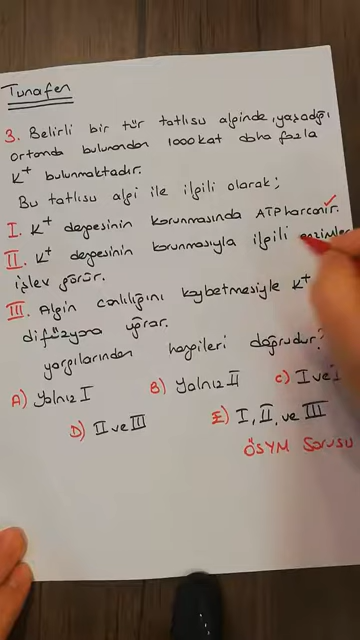 Tunafen
3. Belirli bir tür tatlısu alginde, yaşadığı
ortamda bulunandan 1000 kat daha fazla
K⁺ bulunmaktadır.
Bu tatlısu algi ile ilgili olarak;
I. K⁺ derişiminin korunmasında ATP harcanır.
II. K⁺ derişiminin korunmasıyla ilgili enzimler
işlev görür.
III. Algin canlılığını kaybetmesiyle K⁺
difüzyona uğrar.
yargılarından hangileri doğrudur?
A) Yalnız I
B) Yalnız II
C) I ve
D) II ve III
E) I, II, ve III
ÖSYM Sorusu